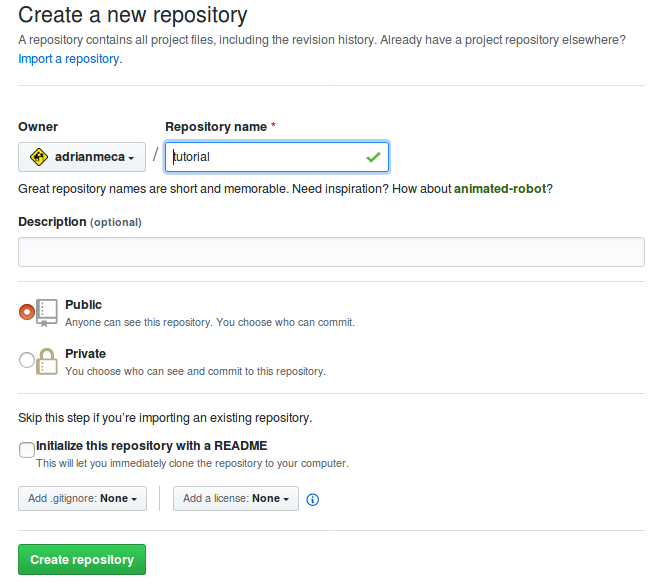 Create a new repository
A repository contains all project files, including the revision history. Already have a project repository elsewhere?
Import a repository.
Owner Repository name *
adrianmeca / tutorial
Great repository names are short and memorable. Need inspiration? How about animated-robot?
Description (optional)
Public
Anyone can see this repository. You choose who can commit.
Private
You choose who can see and commit to this repository.
Skip this step if you’re importing an existing repository.
Initialize this repository with a README
This will let you immediately clone the repository to your computer.
Add .gitignore: None Add a license: None
Create repository